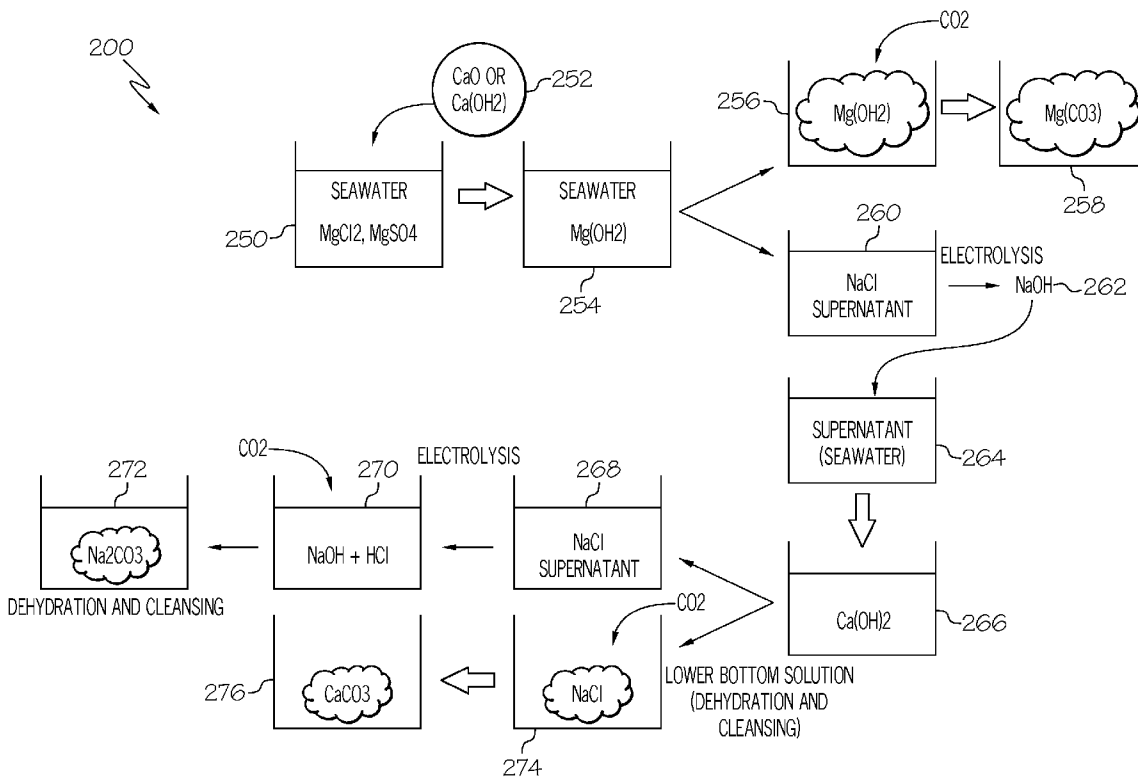 200
CaO OR
Ca(OH2)
252
SEAWATER
MgCl2, MgSO4
250
SEAWATER
Mg(OH2)
254
CO2
256
Mg(OH2)
Mg(CO3)
258
260
NaCl
SUPERNATANT
ELECTROLYSIS
NaOH
262
SUPERNATANT
(SEAWATER)
264
Ca(OH)2
266
268
NaCl
SUPERNATANT
ELECTROLYSIS
CO2
270
NaOH + HCl
272
Na2CO3
DEHYDRATION AND CLEANSING
CO2
NaCl
274
LOWER BOTTOM SOLUTION
(DEHYDRATION AND
CLEANSING)
CaCO3
276